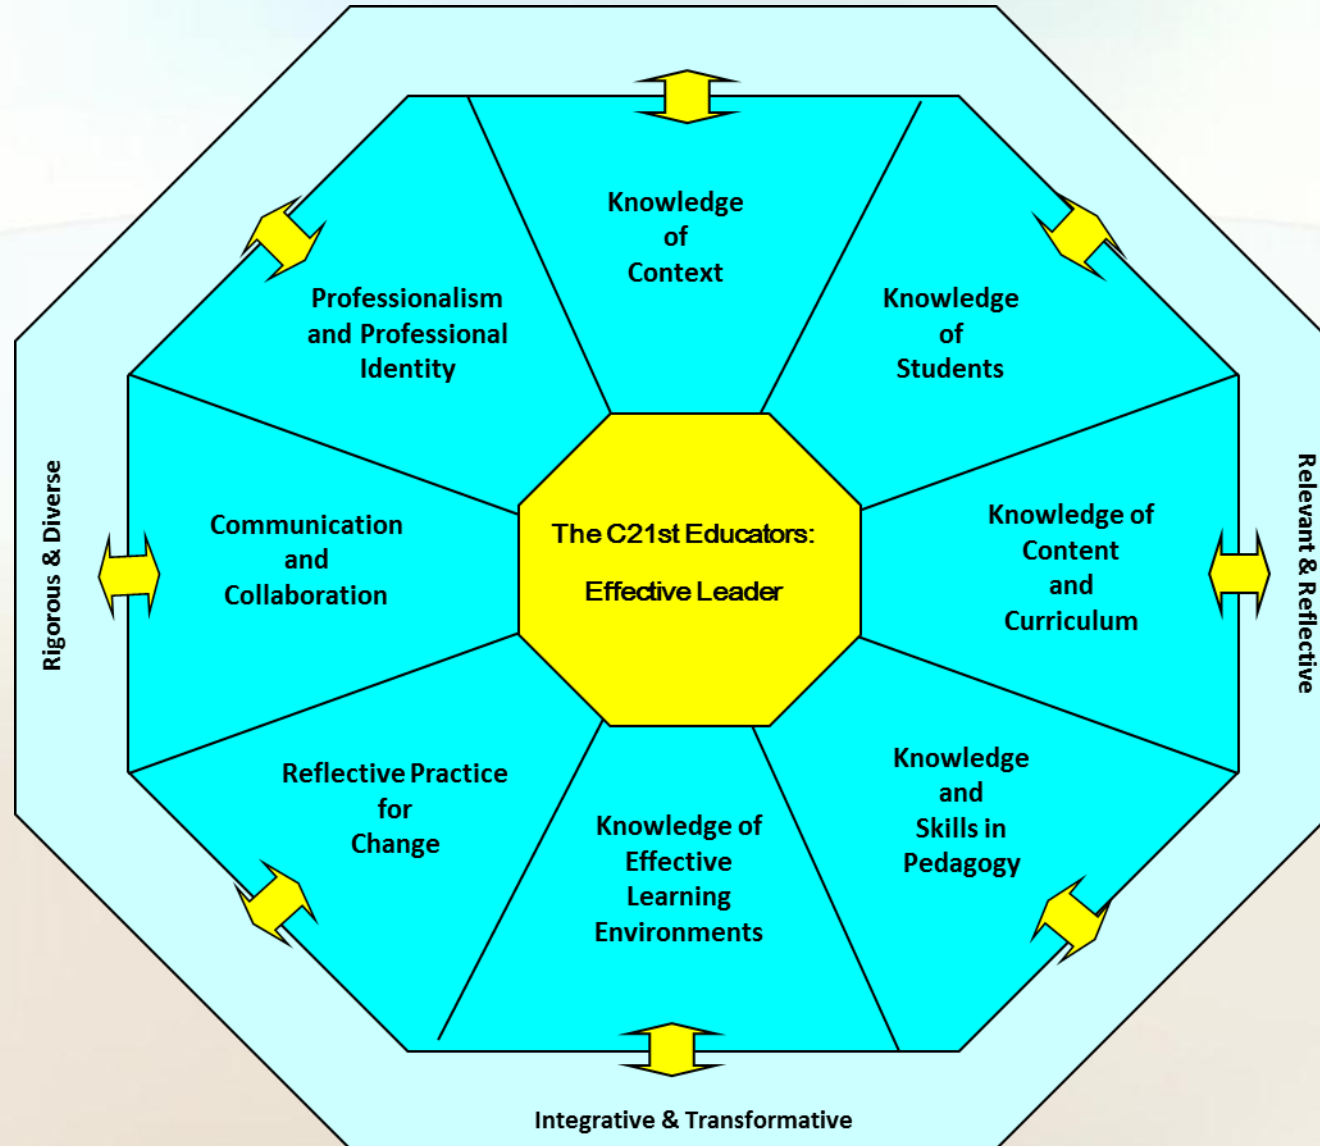 Knowledge
of
Context
Knowledge
of
Students
Professionalism
and Professional
Identity
Rigorous & Diverse
Communication
and
Collaboration
The C21st Educators:
Effective Leader
Knowledge of
Content
and
Curriculum
Relevant & Reflective
Reflective Practice
for
Change
Knowledge of
Effective
Learning
Environments
Knowledge
and
Skills in
Pedagogy
Integrative & Transformative